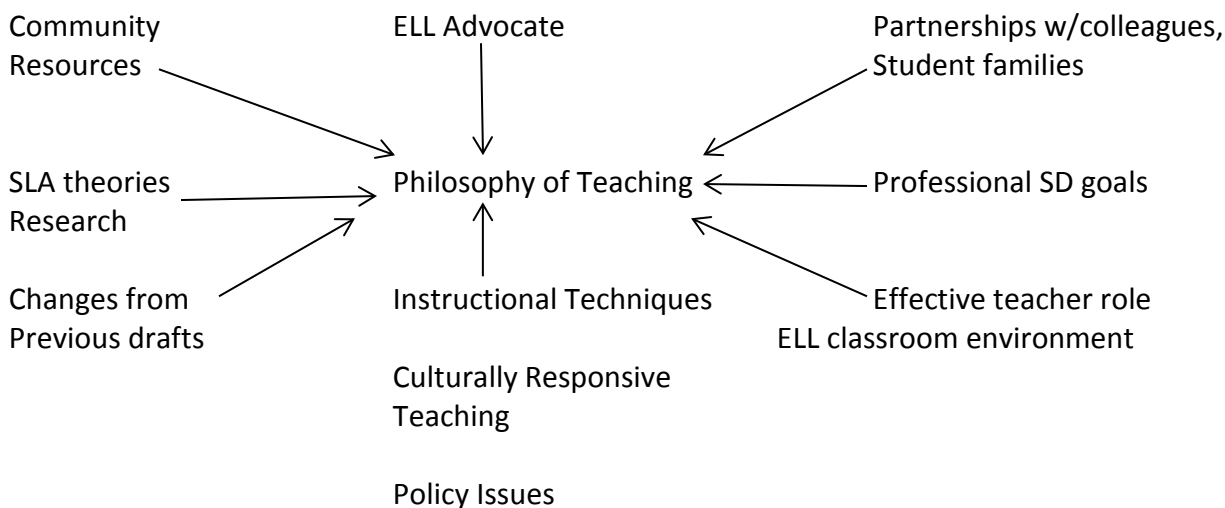 Community
Resources
ELL Advocate
Partnerships w/colleagues,
Student families
SLA theories
Research
Philosophy of Teaching
Professional SD goals
Changes from
Previous drafts
Instructional Techniques
Effective teacher role
ELL classroom environment
Culturally Responsive
Teaching
Policy Issues